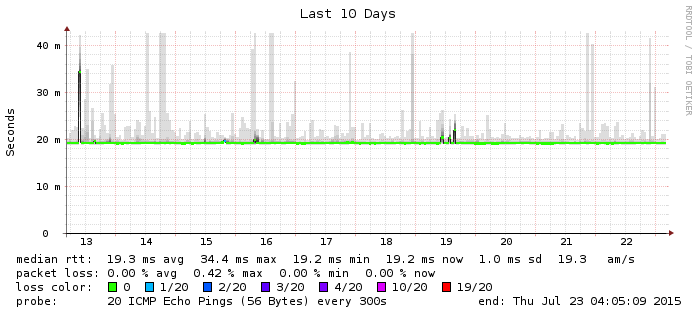 Last 10 Days
RRDTOOL / TOBI OETIKER
Seconds
40 m
30 m
20 m
10 m
0
13 14 15 16 17 18 19 20 21 22
median rtt: 19.3 ms avg 34.4 ms max 19.2 ms min 19.2 ms now 1.0 ms sd 19.3 am/s
packet loss: 0.00 % avg 0.42 % max 0.00 % min 0.00 % now
loss color: 0 1/20 2/20 3/20 4/20 10/20 19/20
probe: 20 ICMP Echo Pings (56 Bytes) every 300s end: Thu Jul 23 04:05:09 2015